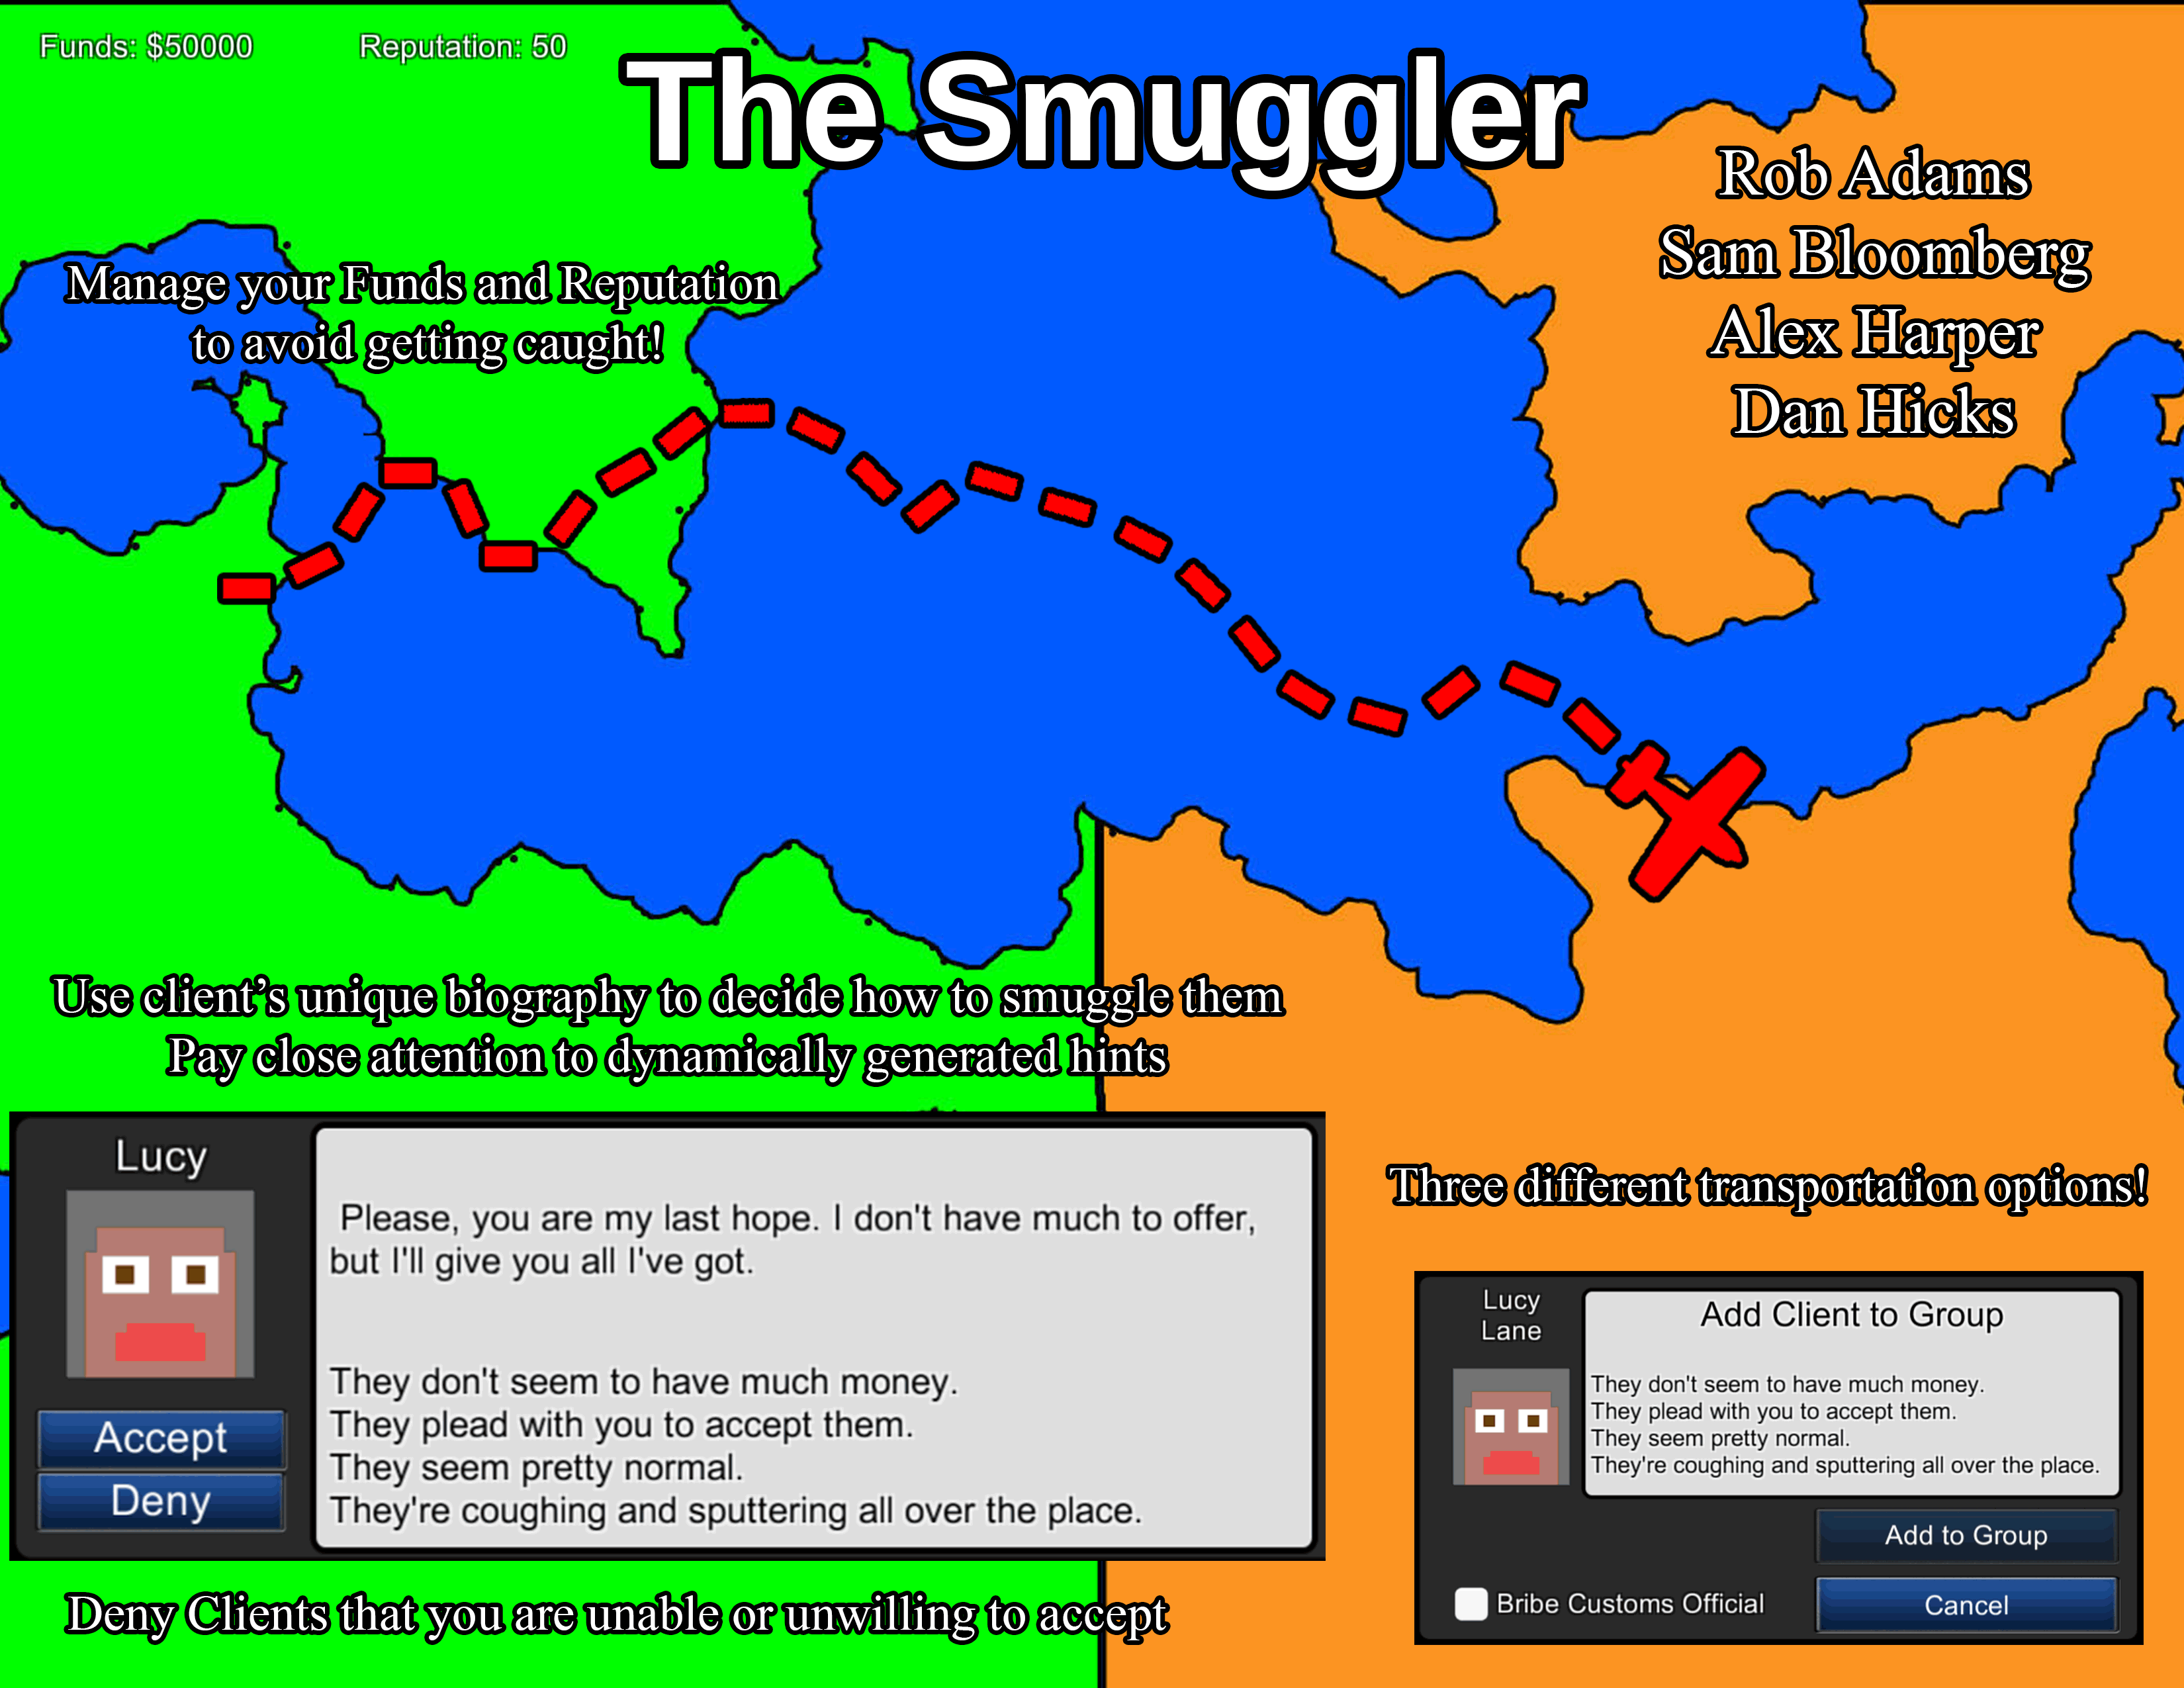 Funds: $50000
Reputation: 50
The Smuggler
Rob Adams
Sam Bloomberg
Alex Harper
Dan Hicks
Manage your Funds and Reputation
to avoid getting caught!
Use client’s unique biography to decide how to smuggle them
Pay close attention to dynamically generated hints
Lucy
Please, you are my last hope. I don't have much to offer,
but I'll give you all I've got.
They don't seem to have much money.
They plead with you to accept them.
They seem pretty normal.
They're coughing and sputtering all over the place.
Accept
Deny
Deny Clients that you are unable or unwilling to accept
Three different transportation options!
Lucy
Lane
Add Client to Group
They don't seem to have much money.
They plead with you to accept them.
They seem pretty normal.
They're coughing and sputtering all over the place.
Add to Group
Bribe Customs Official
Cancel